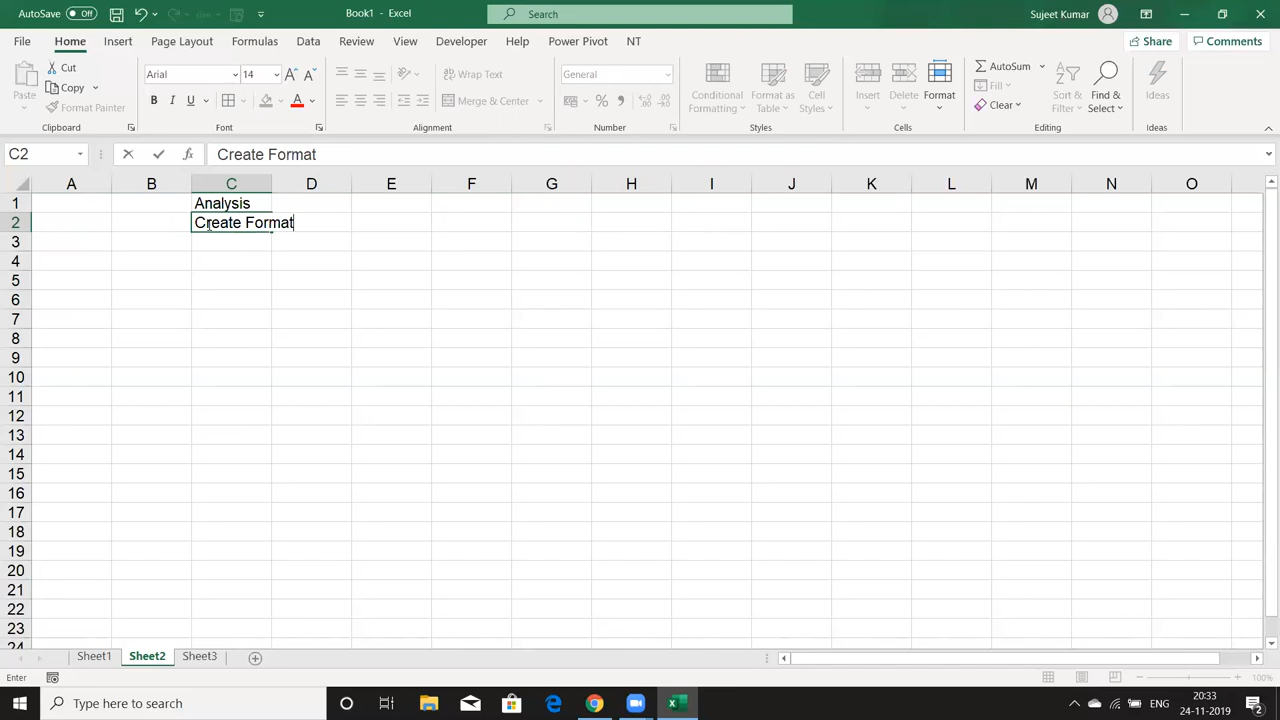 AutoSave Off Book1 - Excel Search Sujeet Kumar
File Home Insert Page Layout Formulas Data Review View Developer Help Power Pivot NT Share Comments
Paste Cut Copy Format Painter
Clipboard
Arial 14 A A
B I U A
Font
Wrap Text
Merge & Center
Alignment
General
%
Number
Conditional Formatting Format as Table Cell Styles
Styles
Insert Delete Format
Cells
AutoSum
Fill
Clear
Sort & Filter Find & Select
Editing
Ideas
Ideas
C2 fx Create Format
A B C D E F G H I J K L M N O
1 Analysis
2 Create Format
3
4
5
6
7
8
9
10
11
12
13
14
15
16
17
18
19
20
21
22
23
24
Sheet1 Sheet2 Sheet3
Enter 100%
Type here to search ENG 20:33
24-11-2019 2